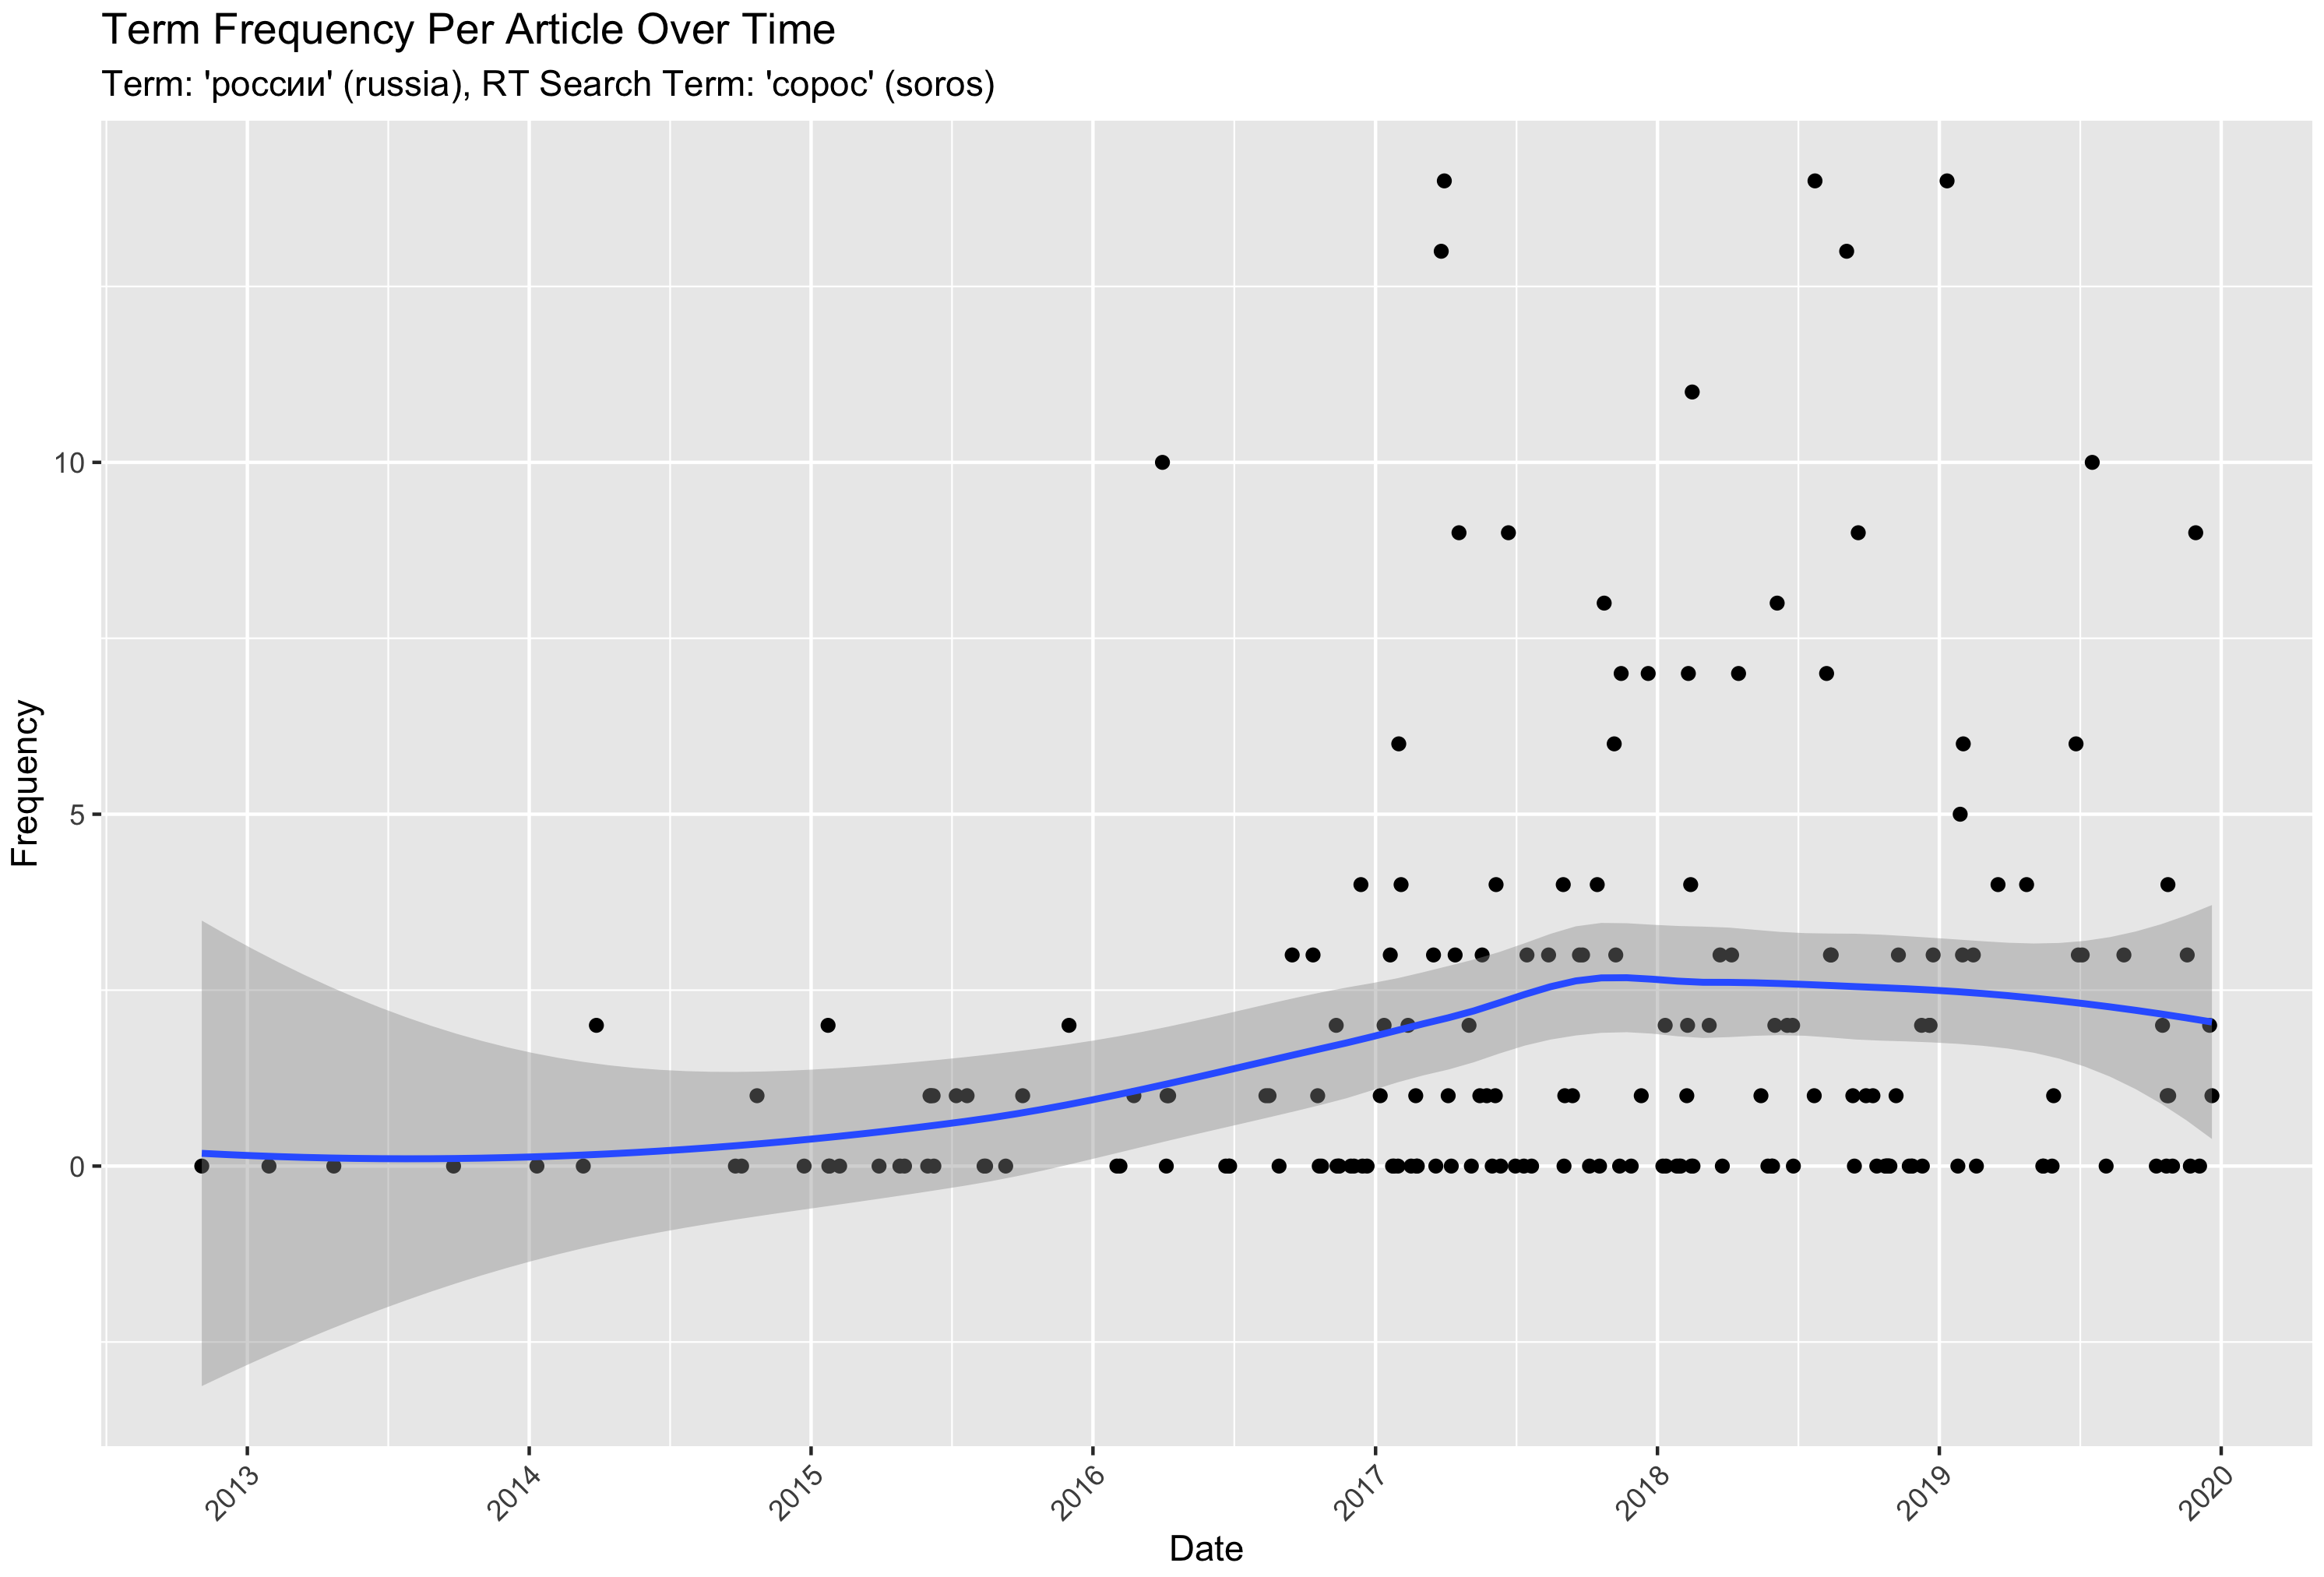 Term Frequency Per Article Over Time
Term: 'россии' (russia), RT Search Term: 'сорос' (soros)
Frequency
10
5
0
2013
2014
2015
2016
2017
2018
2019
2020
Date